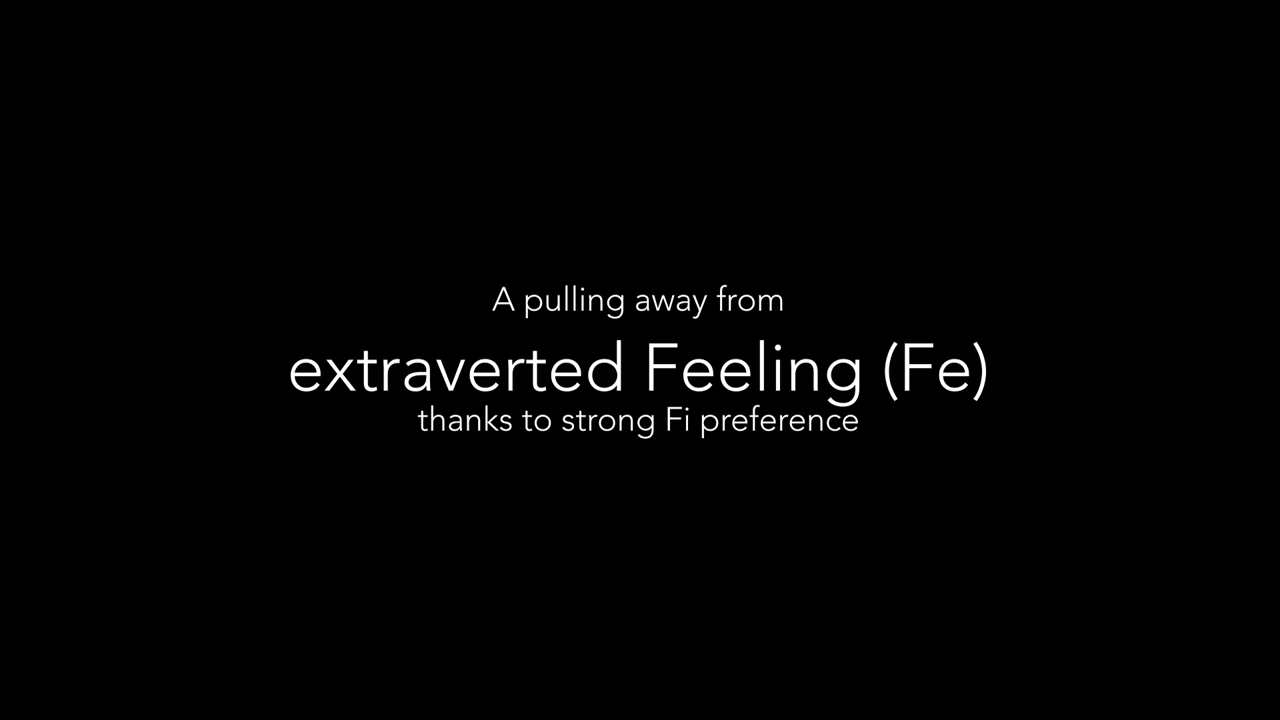 A pulling away from
extraverted Feeling (Fe)
thanks to strong Fi preference